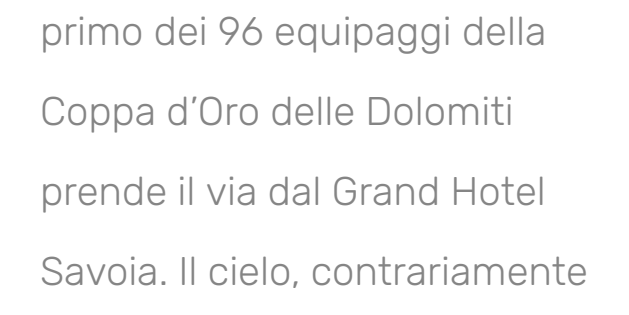 primo dei 96 equipaggi della
Coppa d’Oro delle Dolomiti
prende il via dal Grand Hotel
Savoia. Il cielo, contrariamente